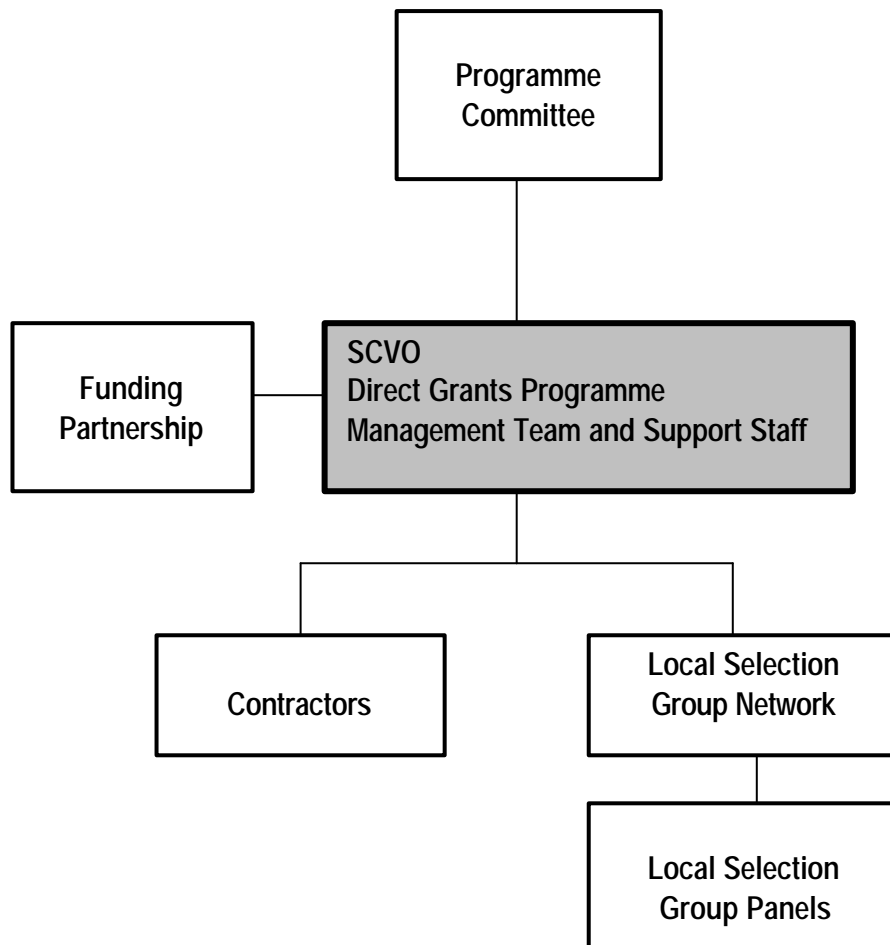 Programme
Committee
Funding
Partnership
SCVO
Direct Grants Programme
Management Team and Support Staff
Contractors
Local Selection
Group Network
Local Selection
Group Panels